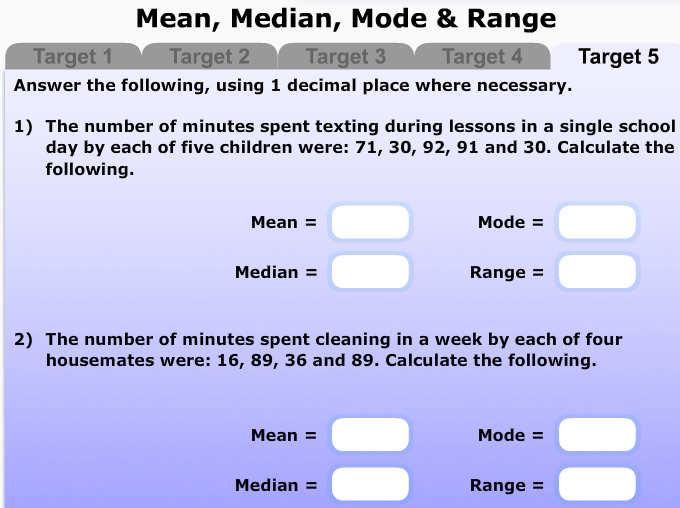 Mean, Median, Mode & Range
Target 1 Target 2 Target 3 Target 4 Target 5
Answer the following, using 1 decimal place where necessary.
1) The number of minutes spent texting during lessons in a single school
day by each of five children were: 71, 30, 92, 91 and 30. Calculate the
following.
Mean = Mode =
Median = Range =
2) The number of minutes spent cleaning in a week by each of four
housemates were: 16, 89, 36 and 89. Calculate the following.
Mean = Mode =
Median = Range =